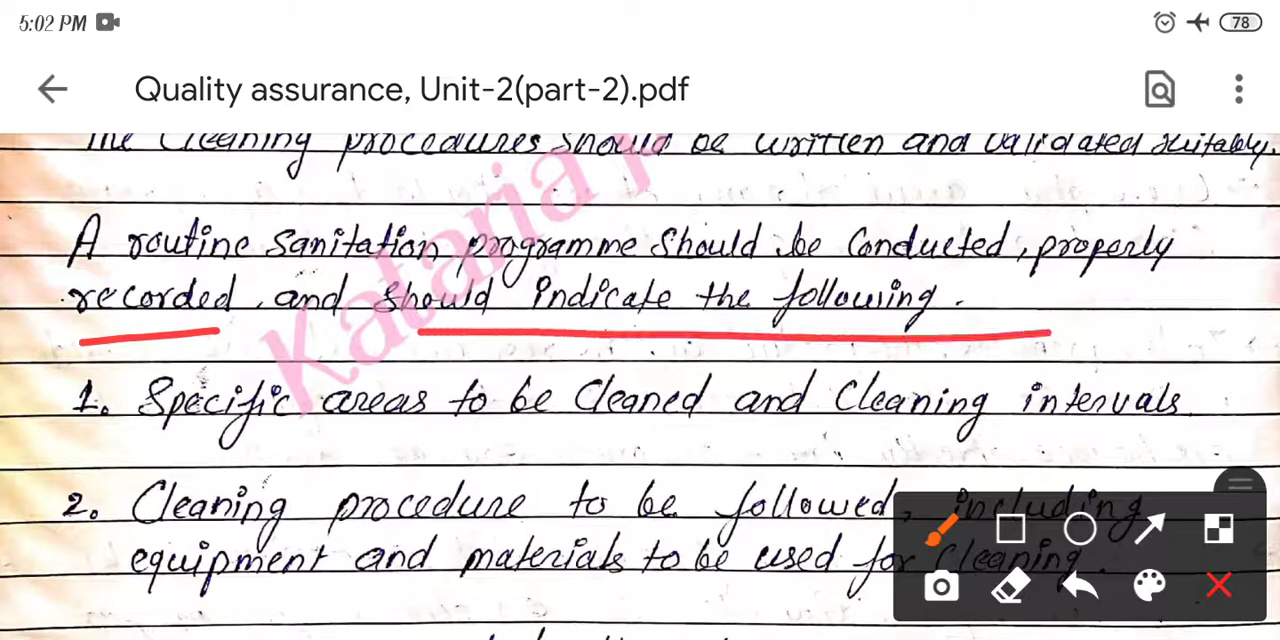 5:02 PM
78
Quality assurance, Unit-2(part-2).pdf
The Cleaning procedures should be written and validated suitably.
A routine sanitation programme should be conducted, properly
recorded, and should indicate the following.
1. Specific areas to be Cleaned and Cleaning intervals
2. Cleaning procedure to be followed, including
equipment and materials to be used for Cleaning.
Kataria